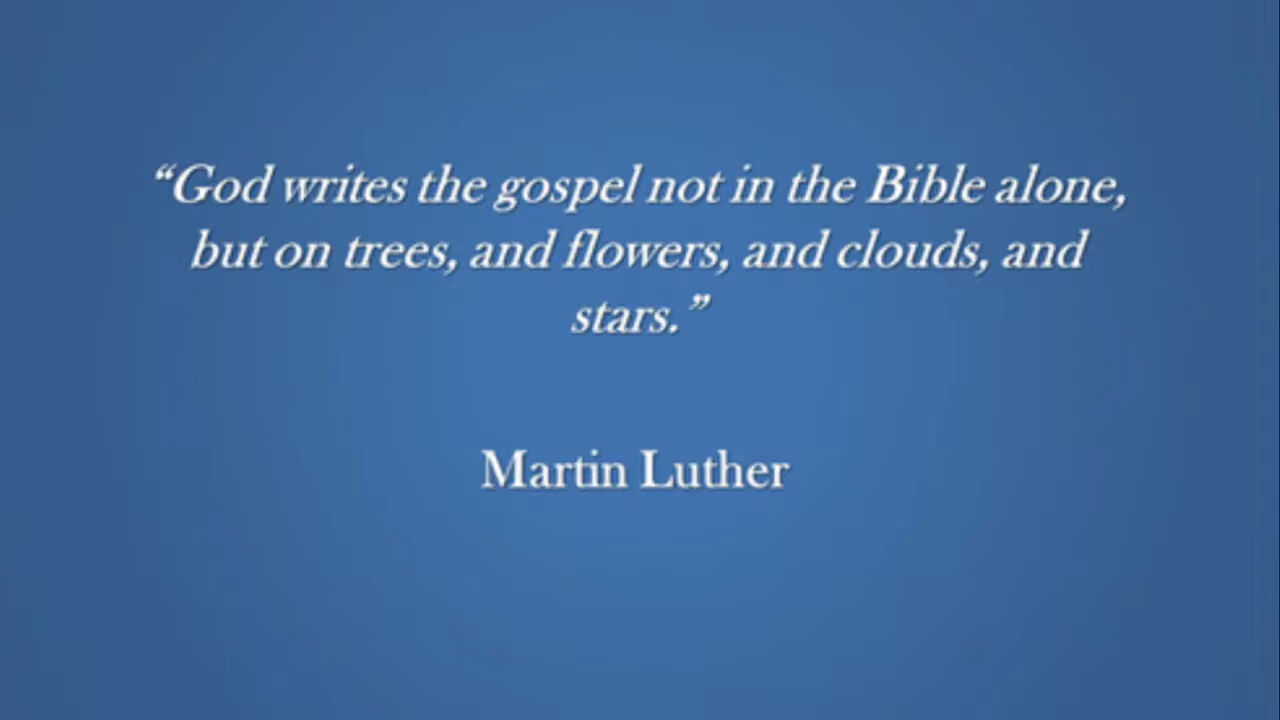 “God writes the gospel not in the Bible alone,
but on trees, and flowers, and clouds, and
stars.”
Martin Luther